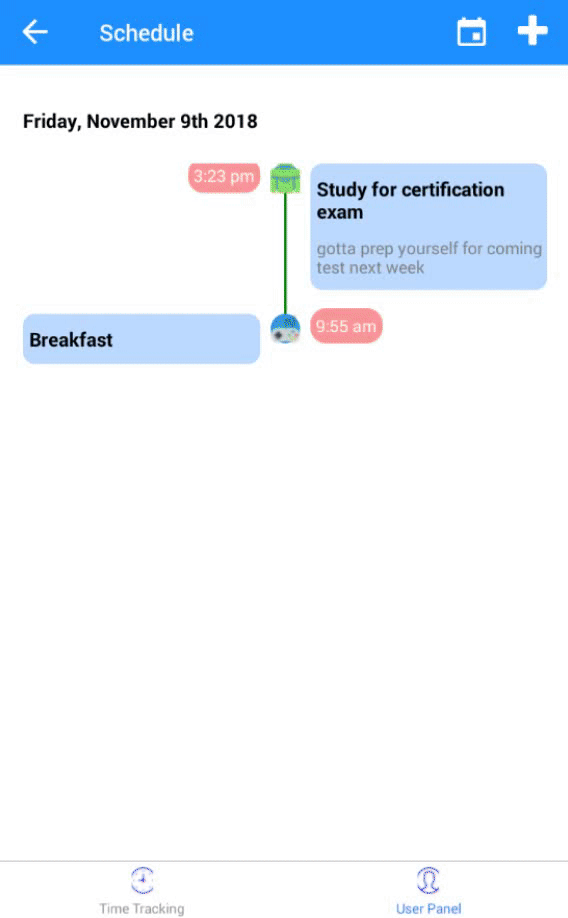 Schedule
Friday, November 9th 2018
3:23 pm
Study for certification
exam
gotta prep yourself for coming
test next week
Breakfast
9:55 am
Time Tracking
User Panel